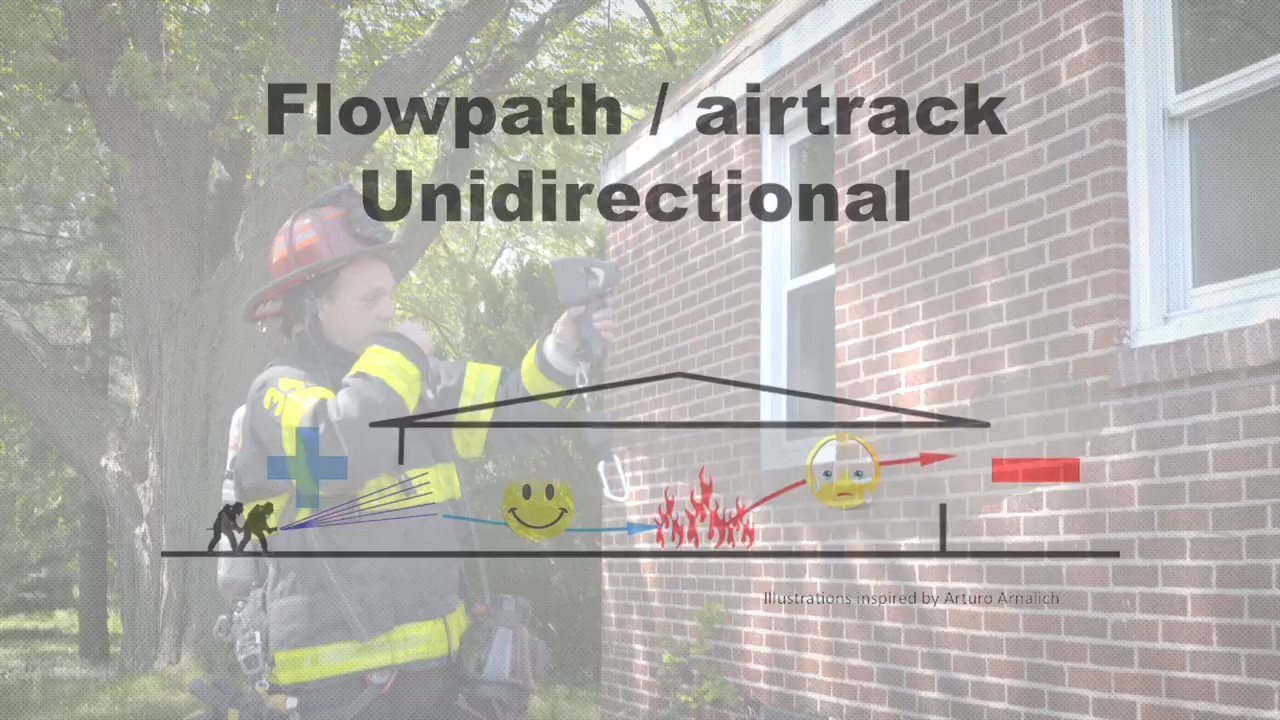 Flowpath / airtrack
Unidirectional
Illustrations inspired by Arturo Arnalich